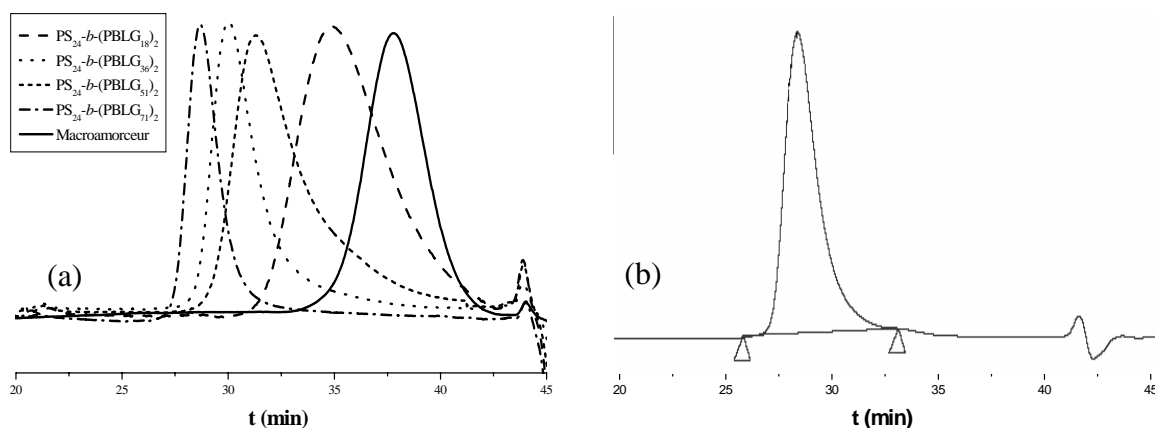 PS24-b-(PBLG18)2
PS24-b-(PBLG36)2
PS24-b-(PBLG51)2
PS24-b-(PBLG71)2
Macroamorceur
(a)
20 25 30 35 40 45
t (min)
(b)
20 25 30 35 40 45
t (min)